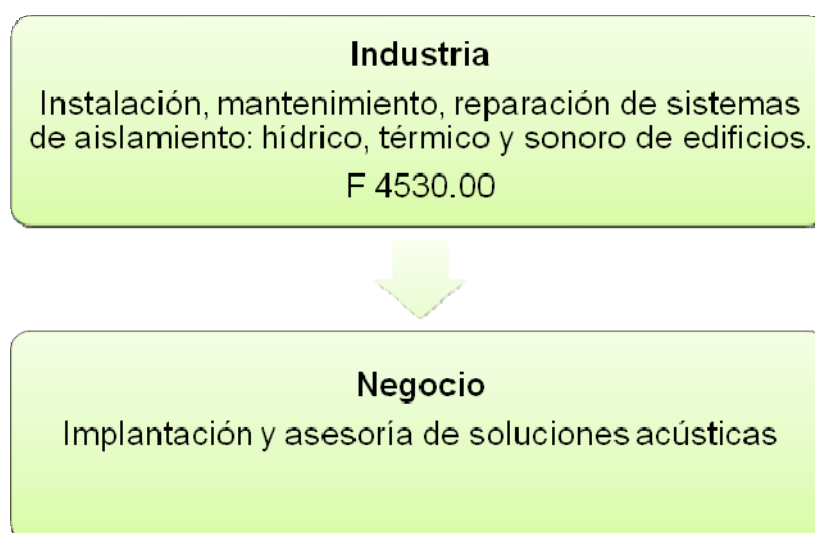 Industria
Instalación, mantenimiento, reparación de sistemas
de aislamiento: hídrico, térmico y sonoro de edificios.
F 4530.00
Negocio
Implantación y asesoría de soluciones acústicas